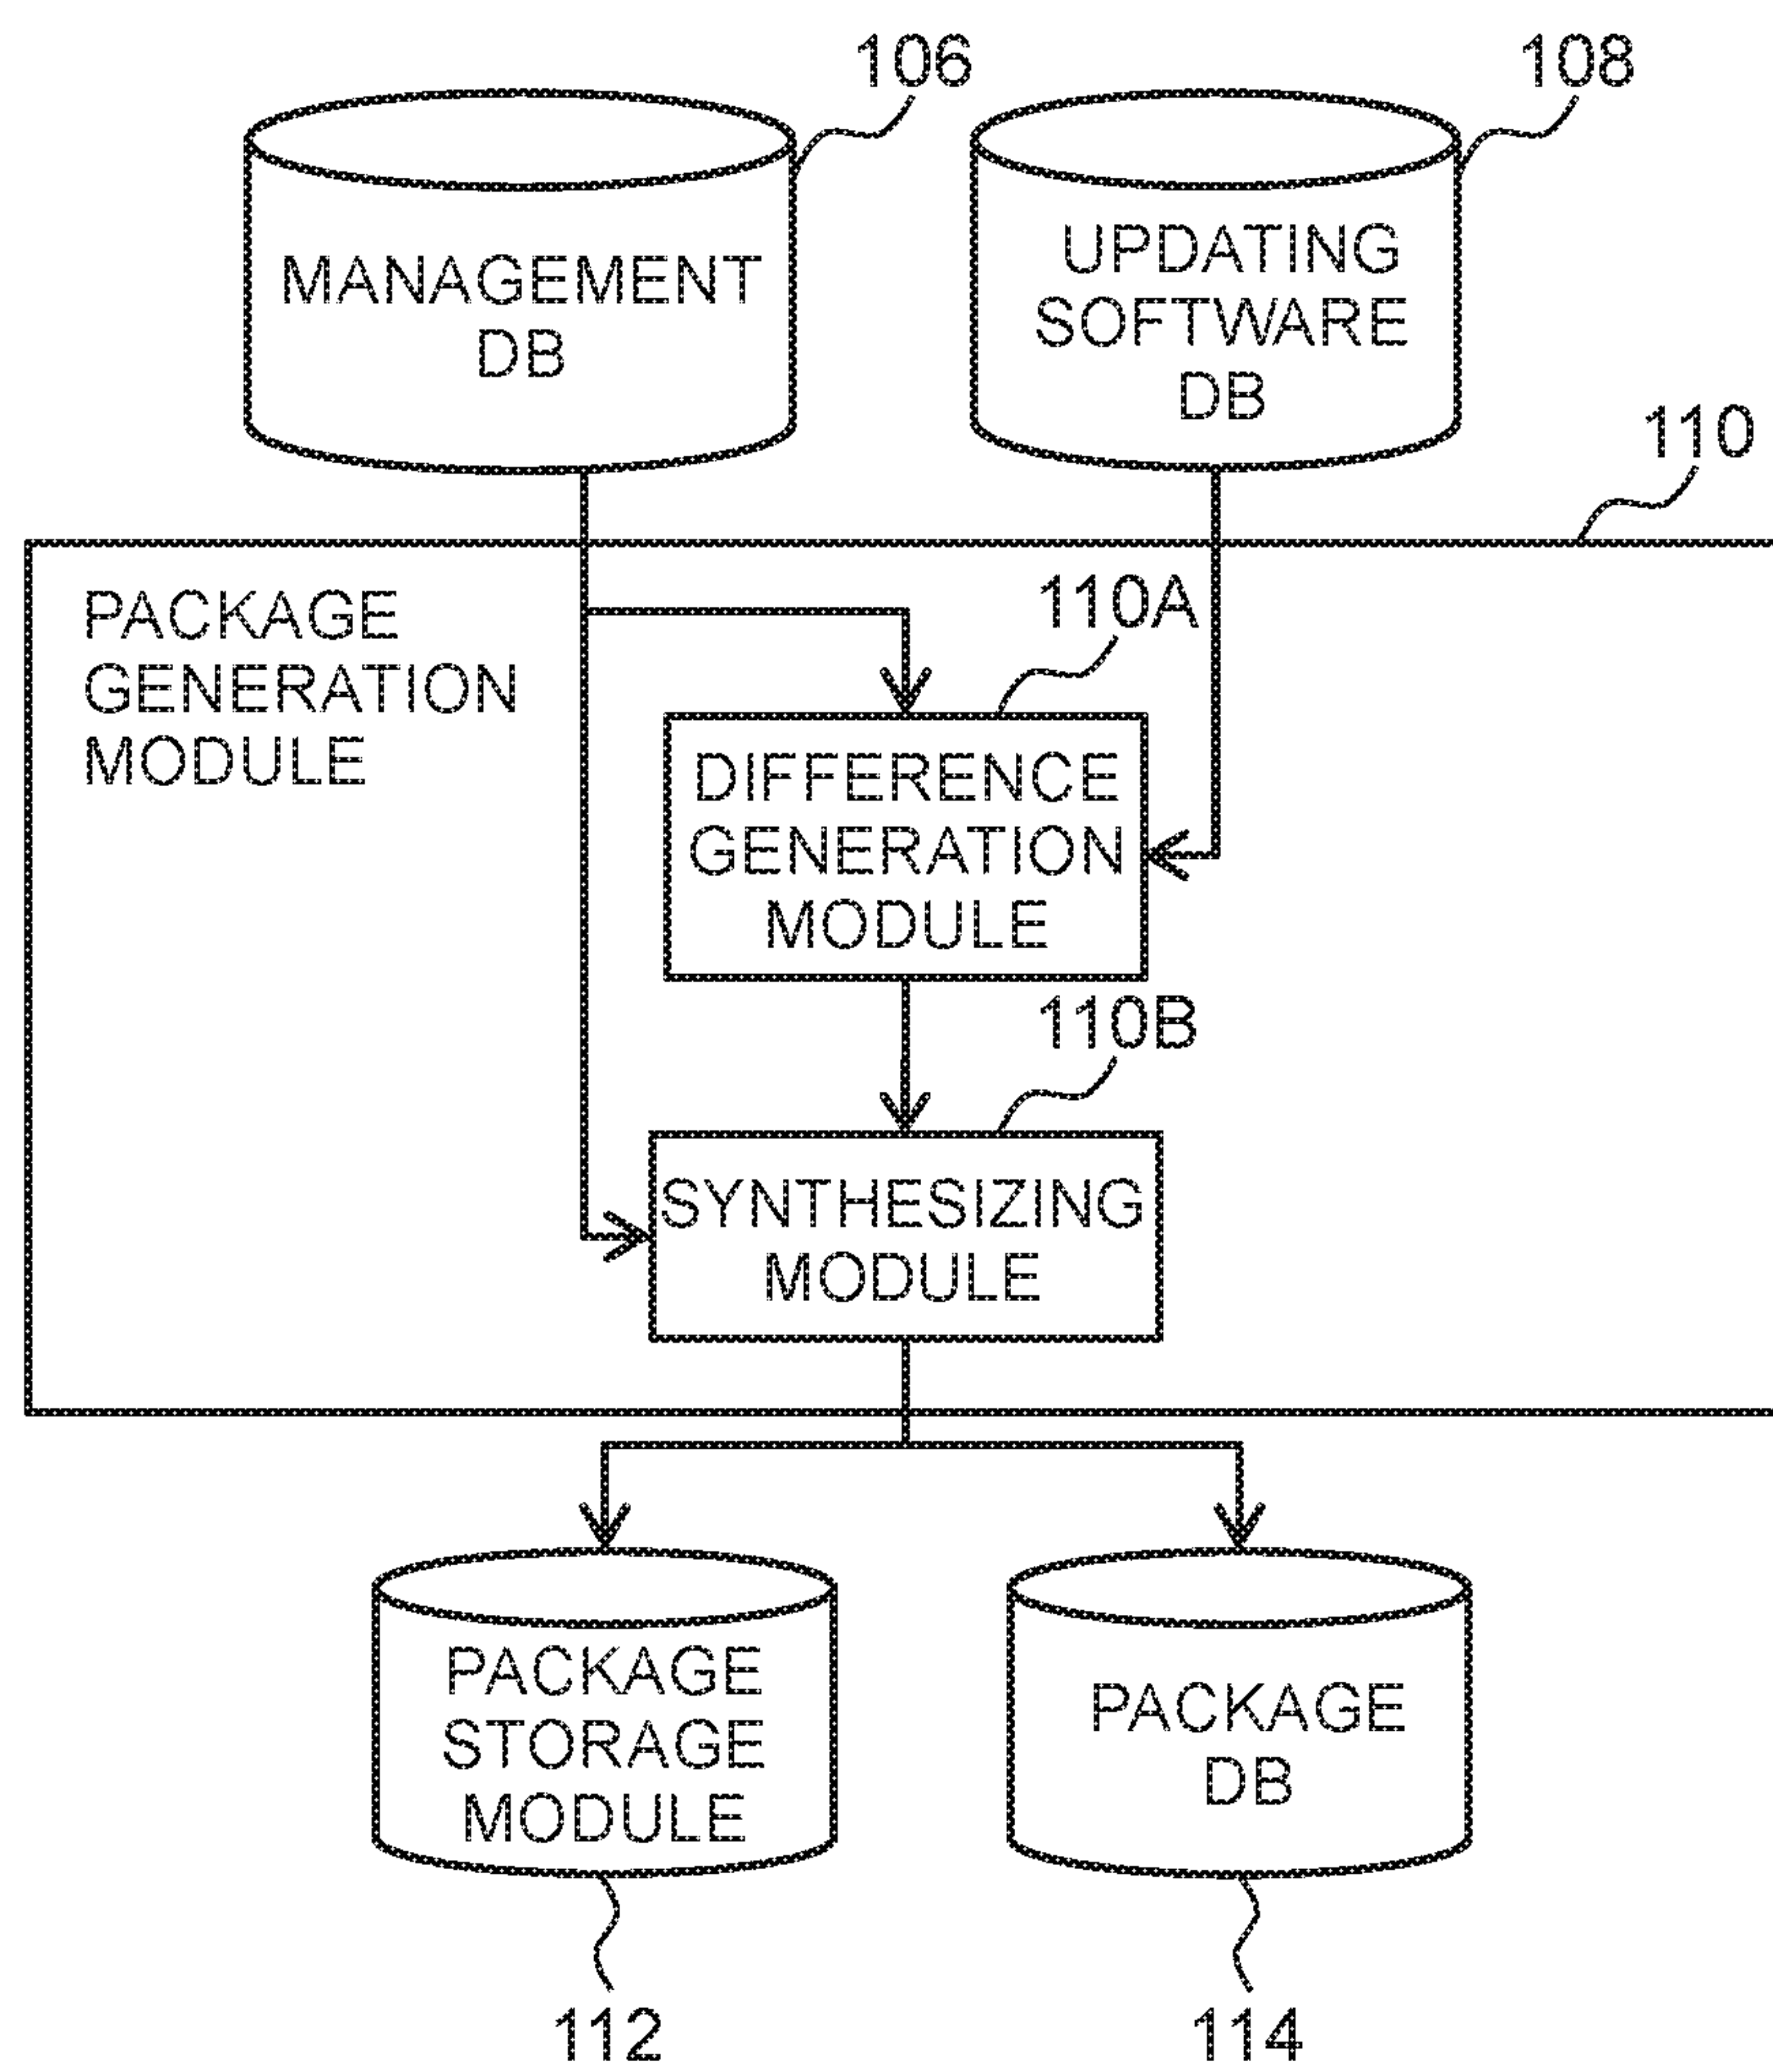 106
108
MANAGEMENT
DB
UPDATING
SOFTWARE
DB
110
PACKAGE
GENERATION
MODULE
110A
DIFFERENCE
GENERATION
MODULE
110B
SYNTHESIZING
MODULE
PACKAGE
STORAGE
MODULE
PACKAGE
DB
112
114